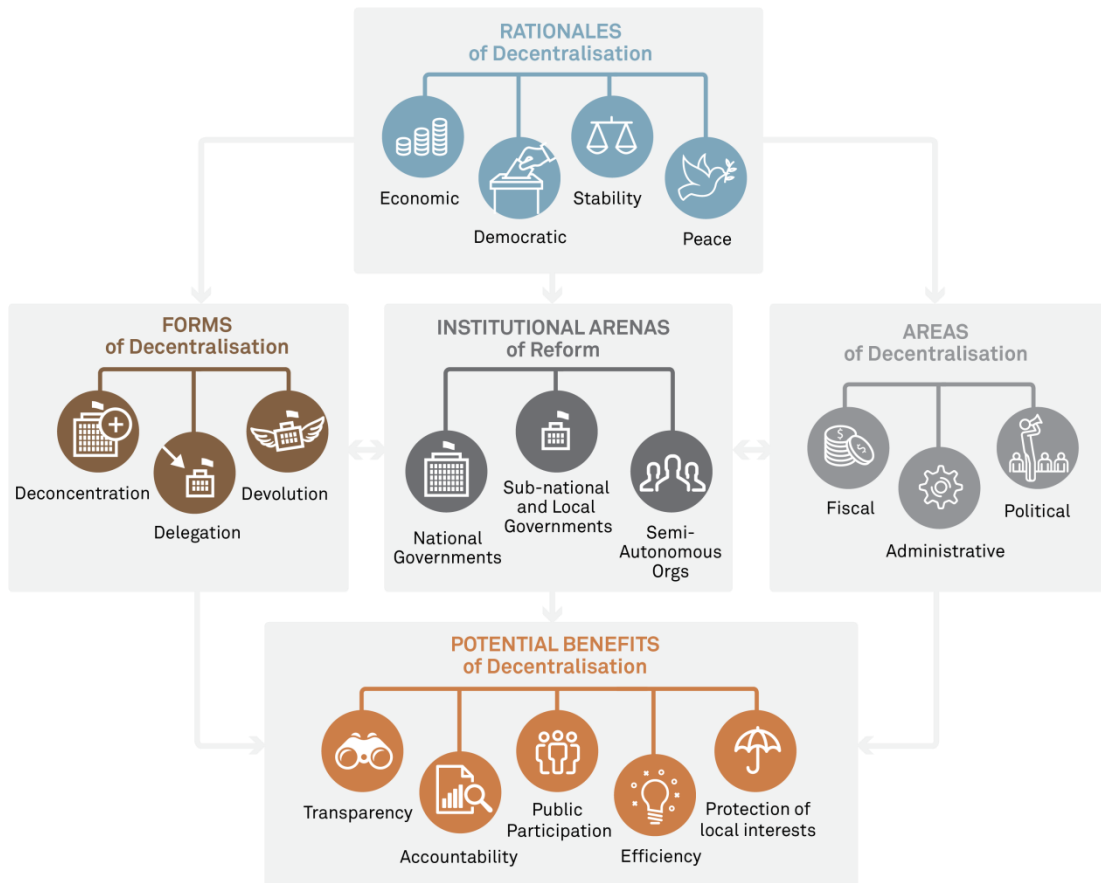 RATIONALES
of Decentralisation
Economic
Democratic
Stability
Peace
FORMS
of Decentralisation
Deconcentration
Delegation
Devolution
INSTITUTIONAL ARENAS
of Reform
National
Governments
Sub-national
and Local
Governments
Semi-
Autonomous
Orgs
AREAS
of Decentralisation
$
$
Fiscal
Administrative
Political
POTENTIAL BENEFITS
of Decentralisation
Transparency
Accountability
Public
Participation
Efficiency
Protection of
local interests